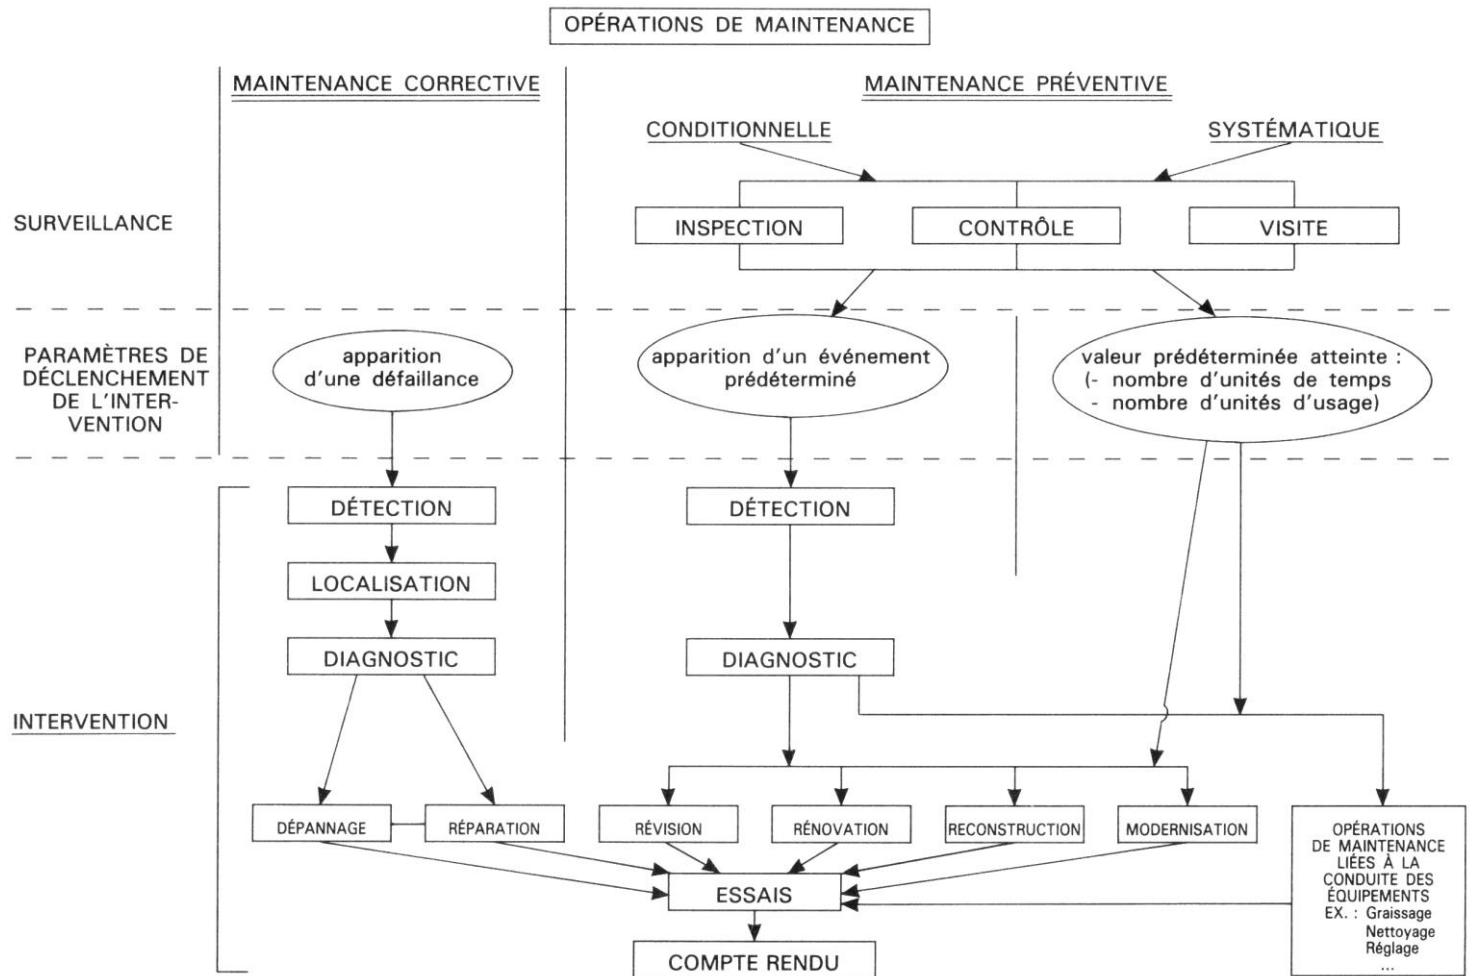 OPÉRATIONS DE MAINTENANCE
MAINTENANCE CORRECTIVE
MAINTENANCE PRÉVENTIVE
CONDITIONNELLE
SYSTÉMATIQUE
SURVEILLANCE
INSPECTION
CONTRÔLE
VISITE
PARAMÈTRES DE
DÉCLENCHEMENT
DE L'INTER-
VENTION
apparition
d'une défaillance
apparition d'un événement
prédéterminé
valeur prédéterminée atteinte :
(- nombre d'unités de temps
- nombre d'unités d'usage)
DÉTECTION
DÉTECTION
LOCALISATION
DIAGNOSTIC
DIAGNOSTIC
INTERVENTION
DÉPANNAGE
RÉPARATION
RÉVISION
RÉNOVATION
RECONSTRUCTION
MODERNISATION
OPÉRATIONS
DE MAINTENANCE
LIÉES À LA
CONDUITE DES
ÉQUIPEMENTS
EX. : Graissage
Nettoyage
Réglage
...
ESSAIS
COMPTE RENDU